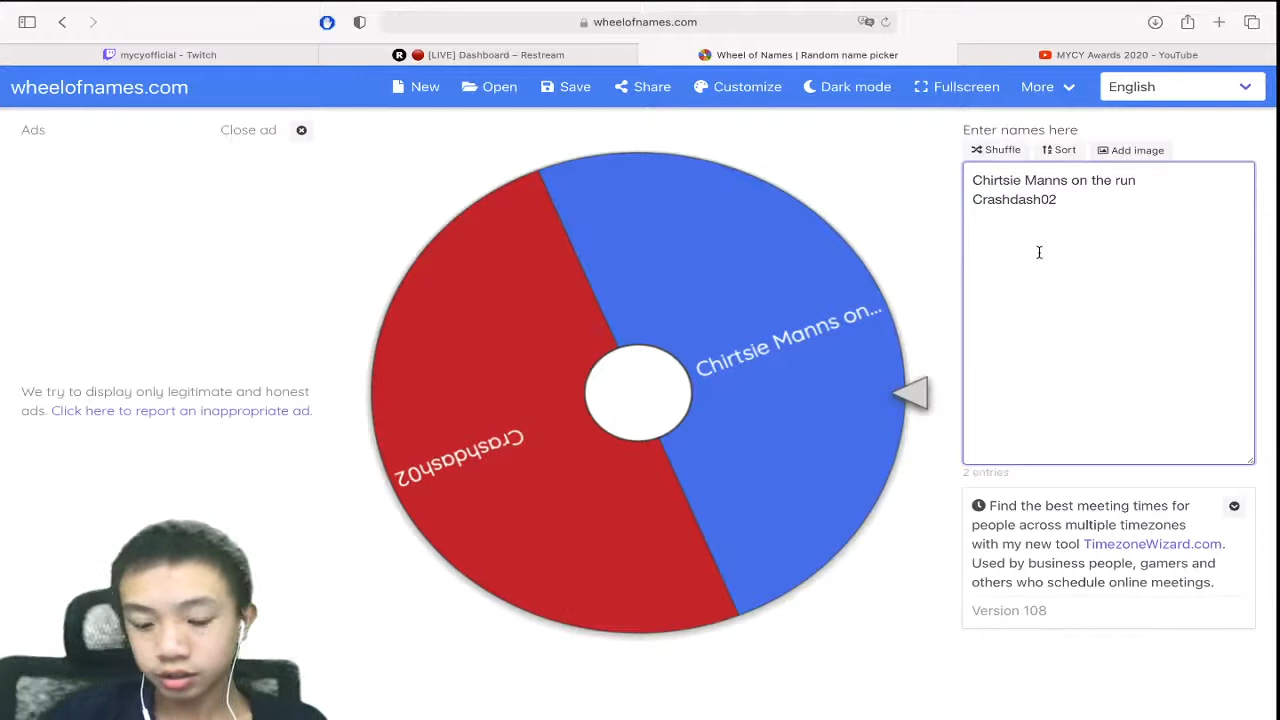 wheelofnames.com
mycyofficial – Twitch
R [LIVE] Dashboard – Restream
Wheel of Names | Random name picker
MYCY Awards 2020 - YouTube
wheelofnames.com
New
Open
Save
Share
Customize
Dark mode
Fullscreen
More
English
Ads
Close ad
Enter names here
Shuffle
Sort
Add image
Chirtsie Manns on the run
Crashdash02
Chirtsie Manns on...
Crashdash02
We try to display only legitimate and honest
ads. Click here to report an inappropriate ad.
2 entries
Find the best meeting times for
people across multiple timezones
with my new tool TimezoneWizard.com.
Used by business people, gamers and
others who schedule online meetings.
Version 108